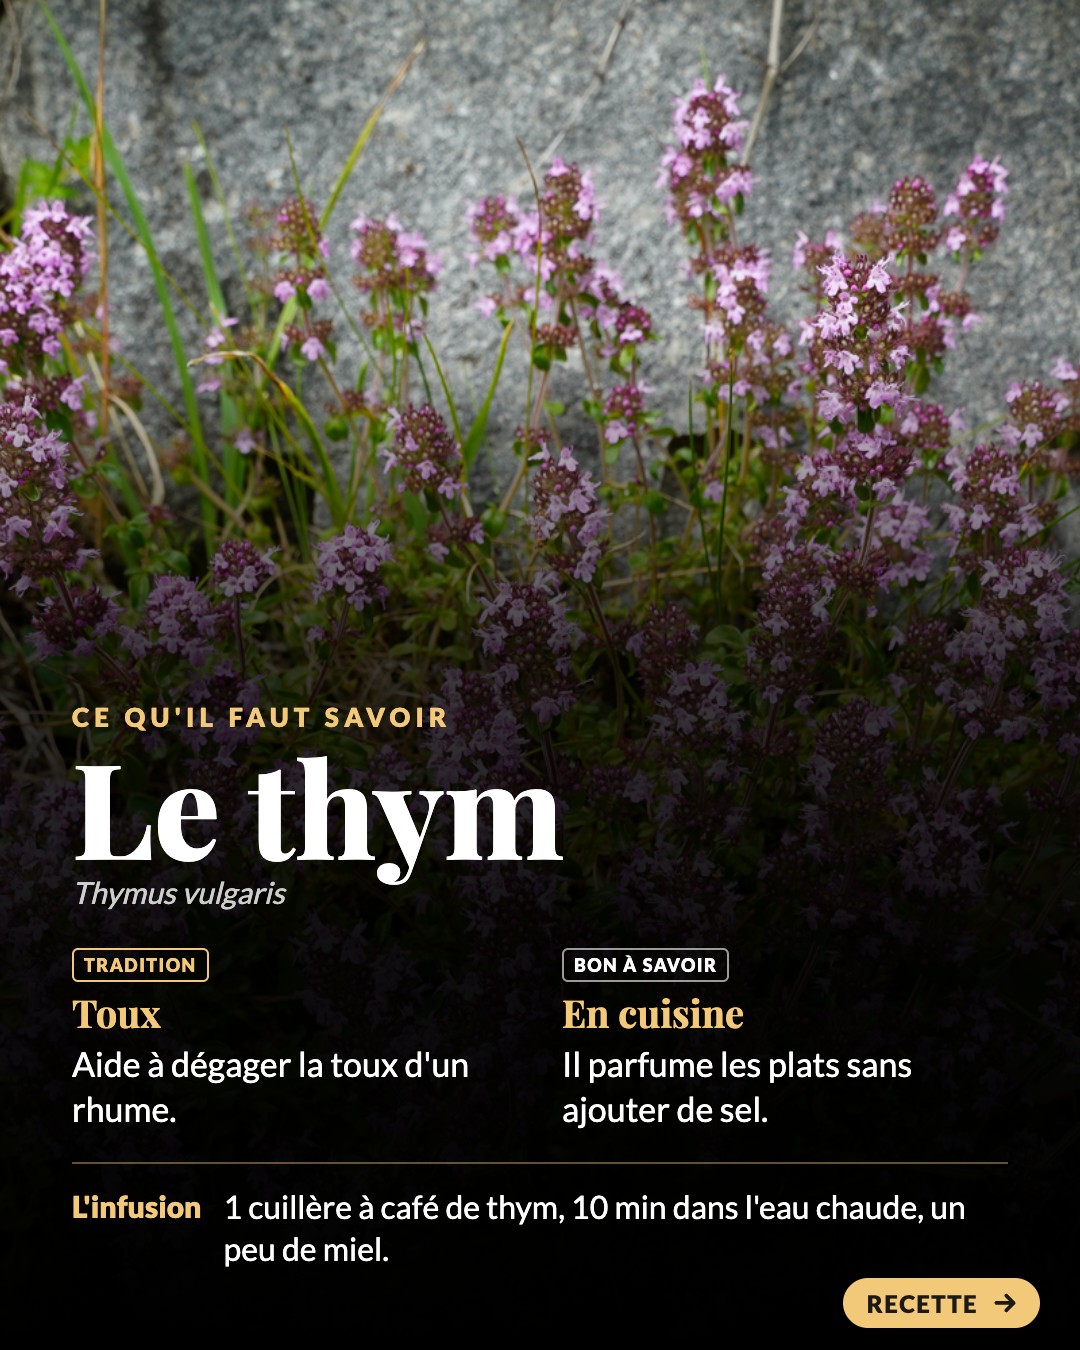 CE QU'IL FAUT SAVOIR
Le thym
Thymus vulgaris
TRADITION
Toux
Aide à dégager la toux d'un
rhume.
BON À SAVOIR
En cuisine
Il parfume les plats sans
ajouter de sel.
L'infusion 1 cuillère à café de thym, 10 min dans l'eau chaude, un
peu de miel.
RECETTE →